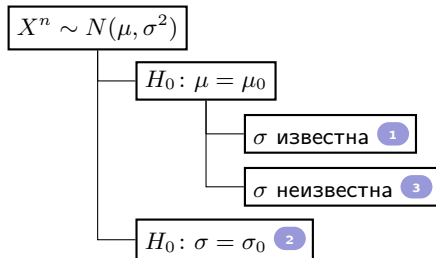 Xⁿ ∼ N(μ, σ²)
H₀ : μ = μ₀
σ известна 1
σ неизвестна 3
H₀ : σ = σ₀ 2